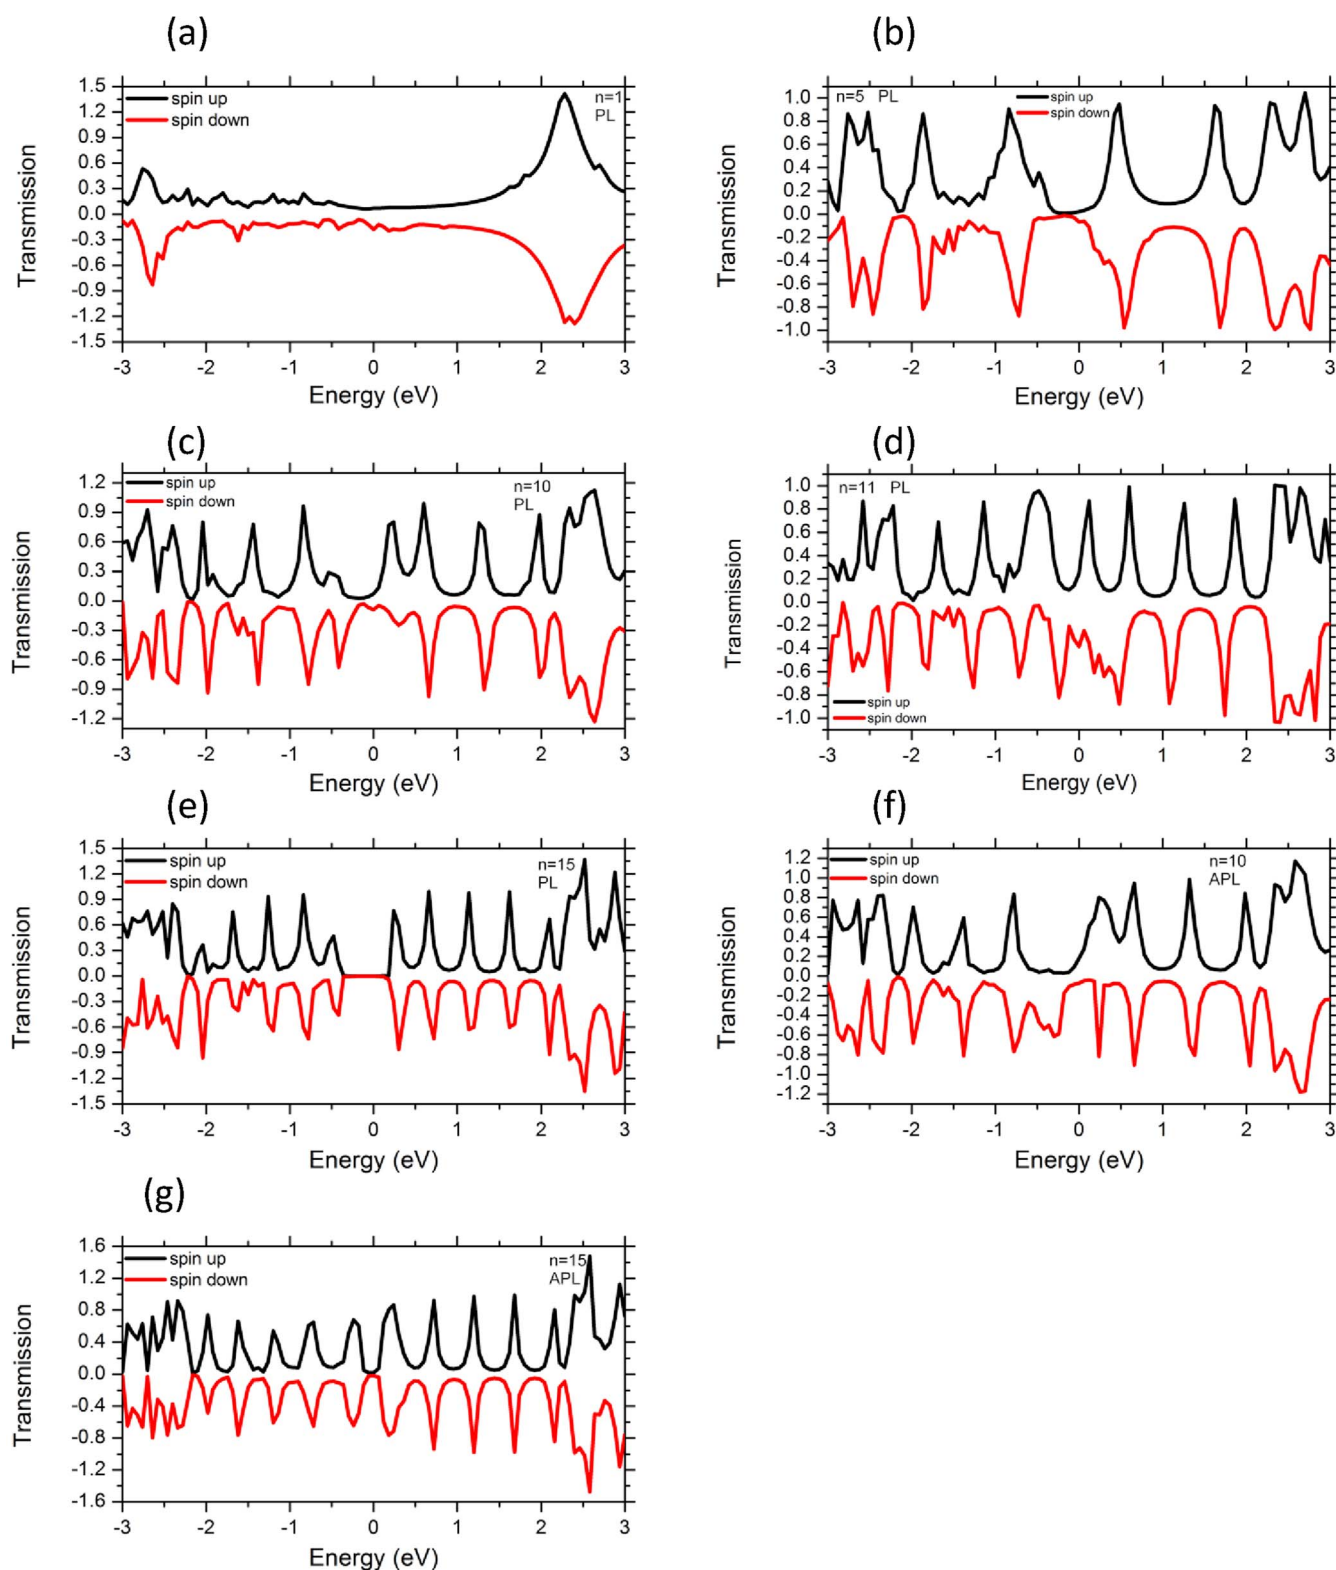 (a)
spin up
spin down
n=1
PL
1.5
1.2
0.9
0.6
0.3
0.0
-0.3
-0.6
-0.9
-1.2
-1.5
Transmission
-3 -2 -1 0 1 2 3
Energy (eV)
(b)
n=5 PL
spin up
spin down
1.0
0.8
0.6
0.4
0.2
0.0
-0.2
-0.4
-0.6
-0.8
-1.0
Transmission
-3 -2 -1 0 1 2 3
Energy (eV)
(c)
spin up
spin down
n=10
PL
1.2
0.9
0.6
0.3
0.0
-0.3
-0.6
-0.9
-1.2
Transmission
-3 -2 -1 0 1 2 3
Energy (eV)
(d)
n=11 PL
1.0
0.8
0.6
0.4
0.2
0.0
-0.2
-0.4
-0.6
-0.8
-1.0
spin up
spin down
Transmission
-3 -2 -1 0 1 2 3
Energy (eV)
(e)
spin up
spin down
n=15
PL
1.5
1.2
0.9
0.6
0.3
0.0
-0.3
-0.6
-0.9
-1.2
-1.5
Transmission
-3 -2 -1 0 1 2 3
Energy (eV)
(f)
spin up
spin down
n=10
APL
1.2
1.0
0.8
0.6
0.4
0.2
0.0
-0.2
-0.4
-0.6
-0.8
-1.0
-1.2
Transmission
-3 -2 -1 0 1 2 3
Energy (eV)
(g)
spin up
spin down
n=15
APL
1.6
1.2
0.8
0.4
0.0
-0.4
-0.8
-1.2
-1.6
Transmission
-3 -2 -1 0 1 2 3
Energy (eV)